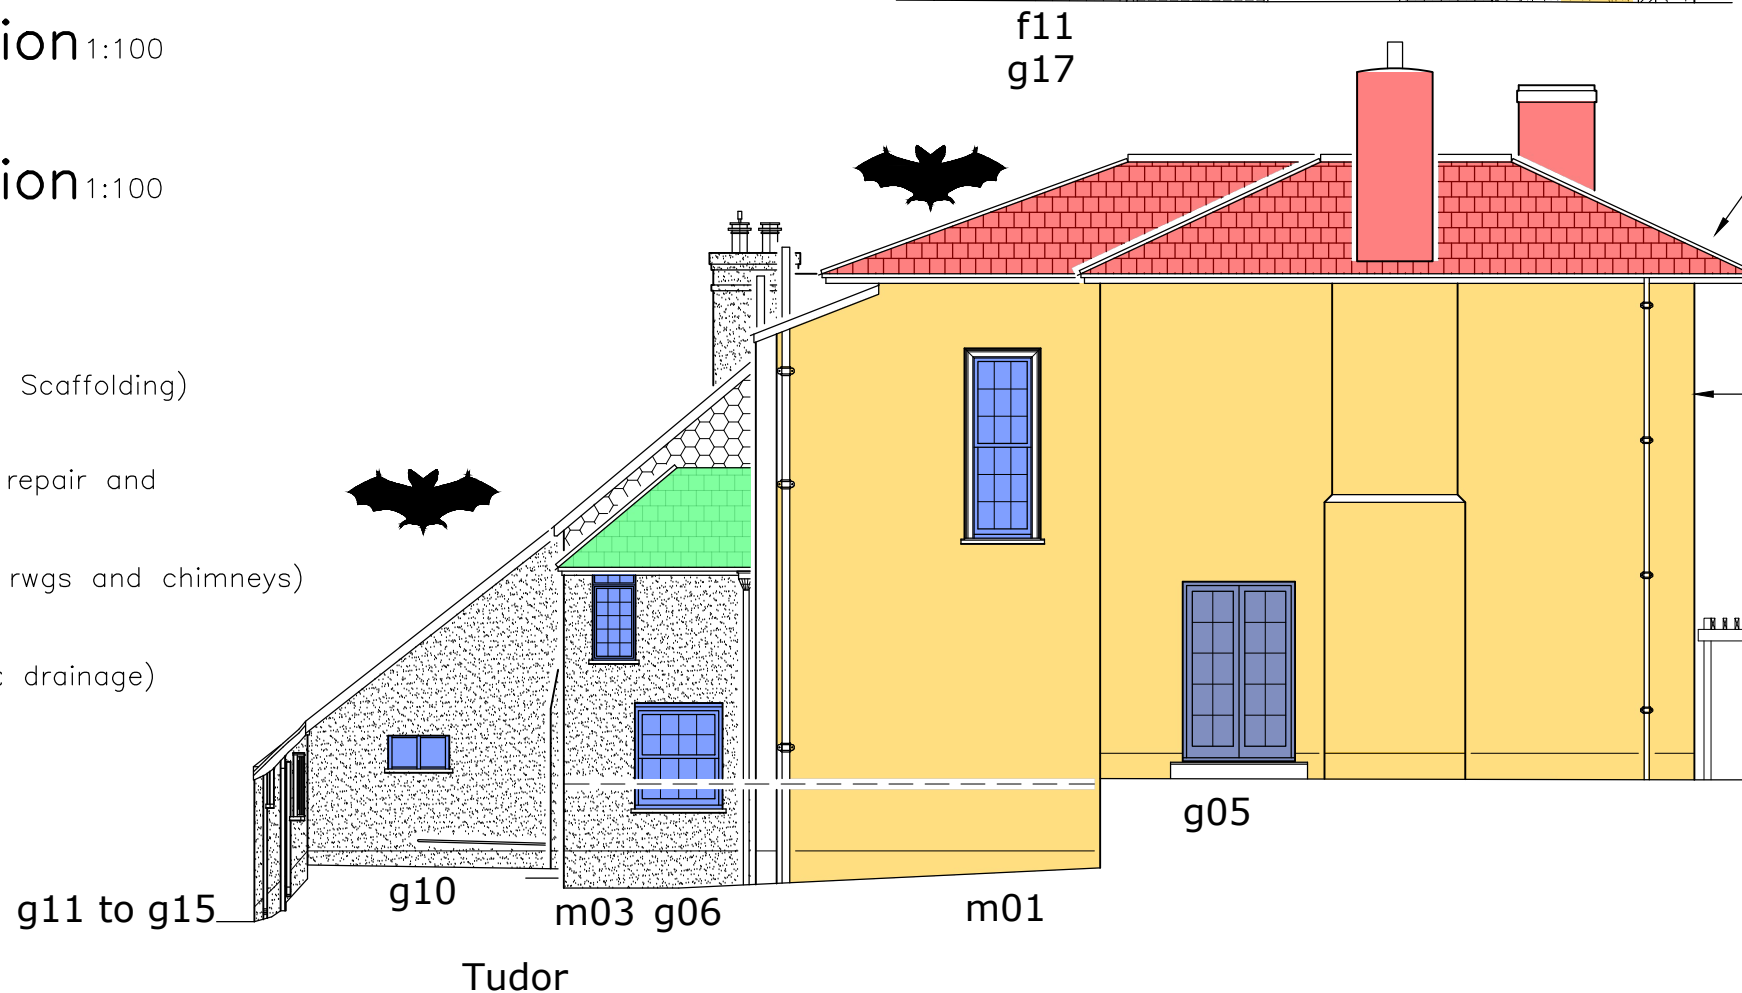 ion 1:100
f11
g17
ion 1:100
Scaffolding)
repair and
rwgs and chimneys)
drainage)
g05
g10
g11 to g15
m03 g06
m01
Tudor